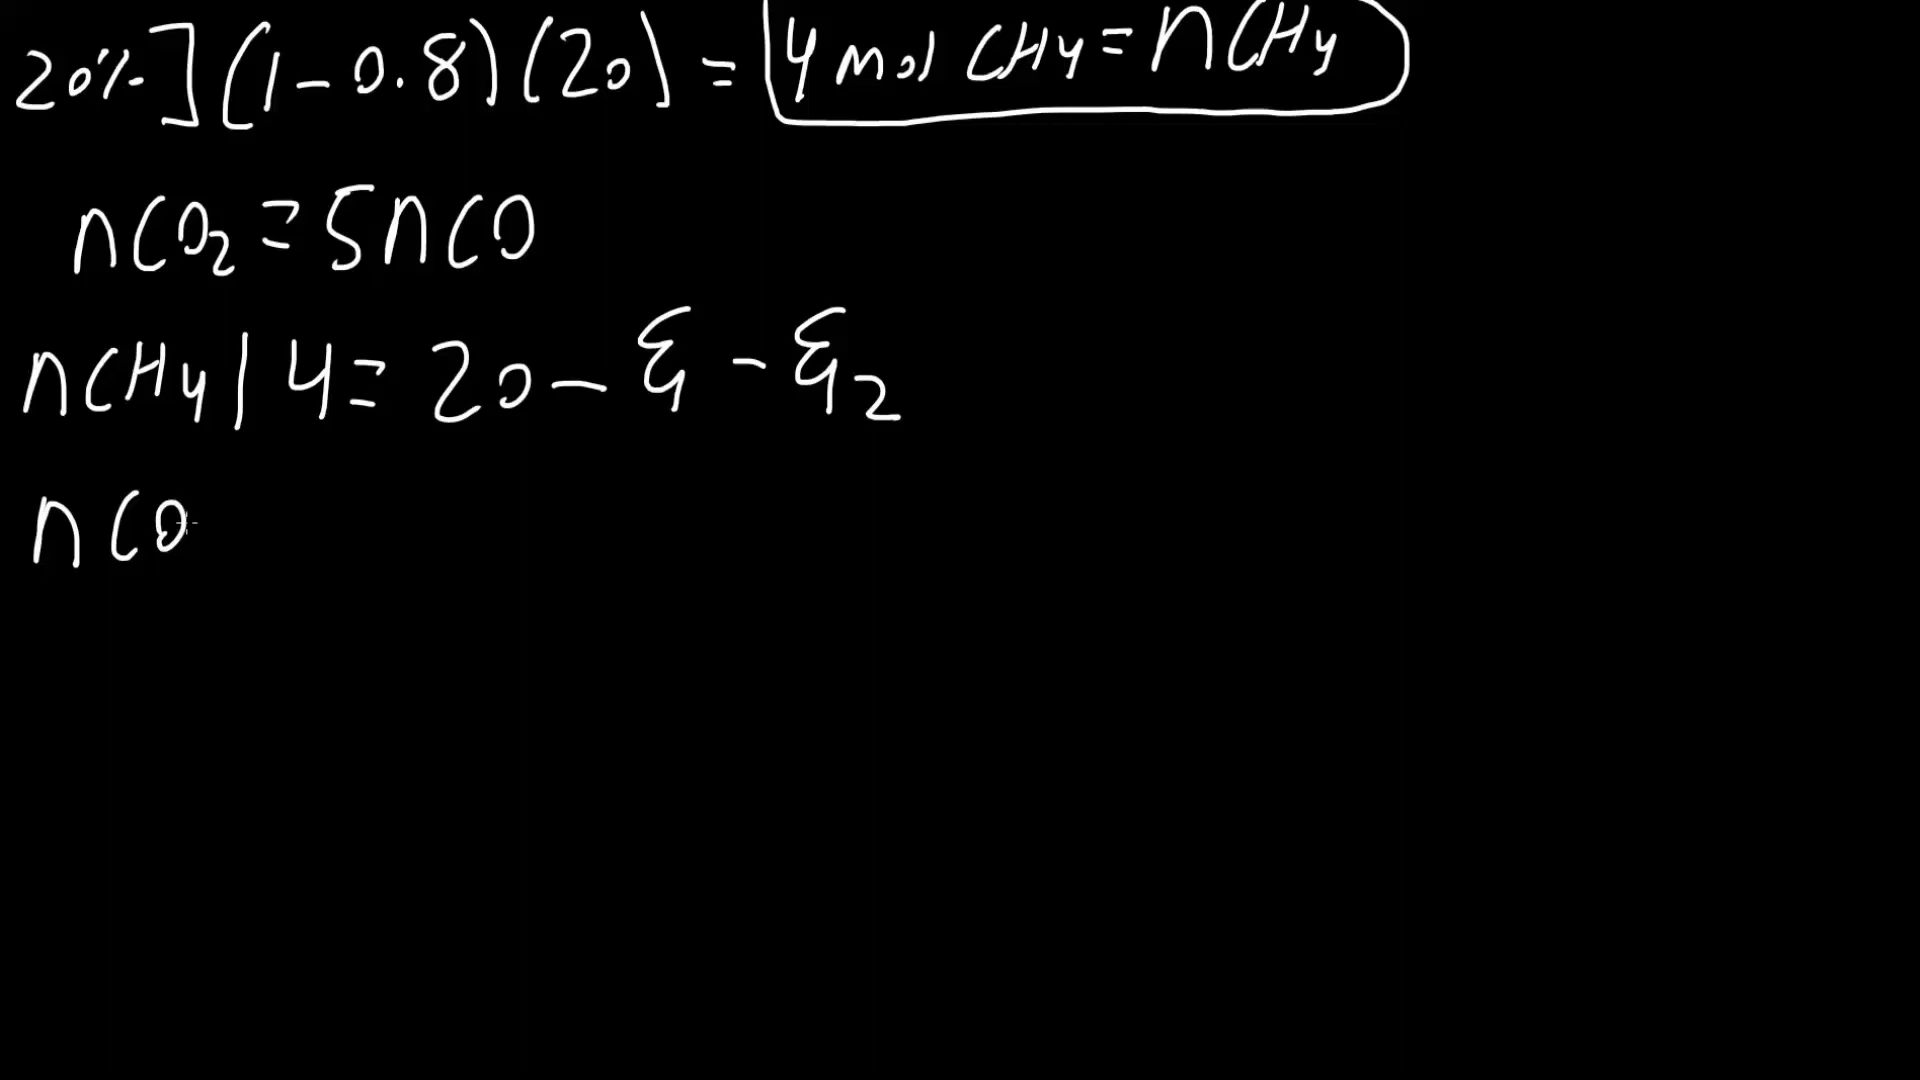 20%](1-0.8)(20) = 4 mol CH4 = nCH4
nCO2 = 5nCO
nCH4 | 4 = 20 - ξ1 - ξ2
nCO